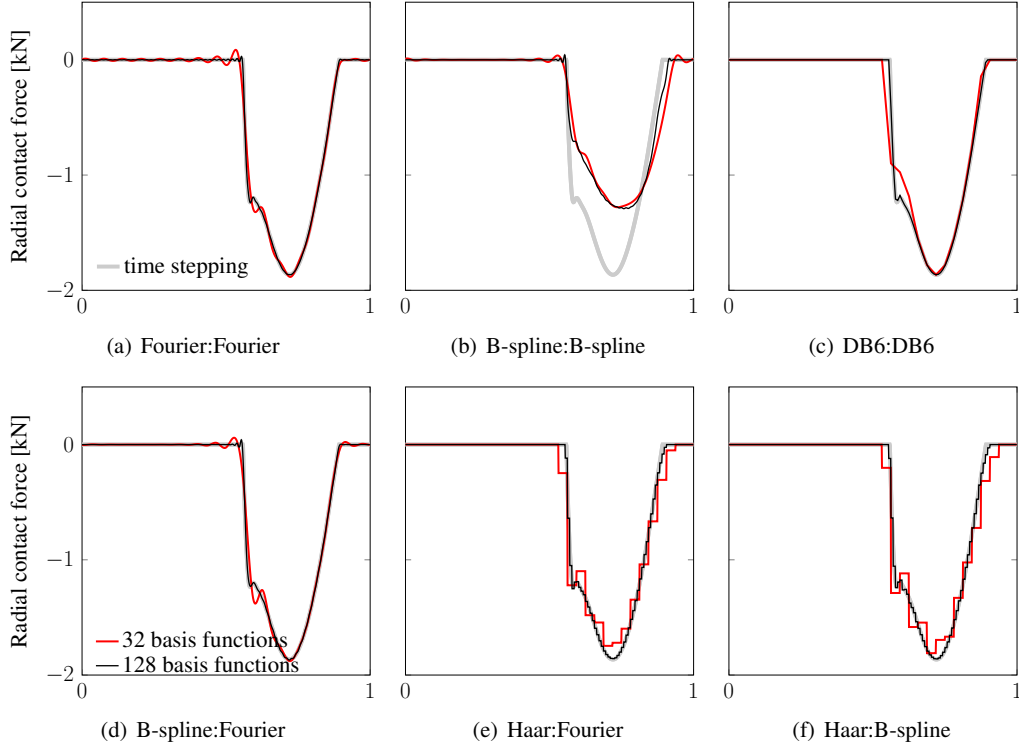 Radial contact force [kN]
0
−1
−2
time stepping
0
1
0
1
0
1
(a) Fourier:Fourier
(b) B-spline:B-spline
(c) DB6:DB6
Radial contact force [kN]
0
−1
−2
32 basis functions
128 basis functions
0
1
0
1
0
1
(d) B-spline:Fourier
(e) Haar:Fourier
(f) Haar:B-spline